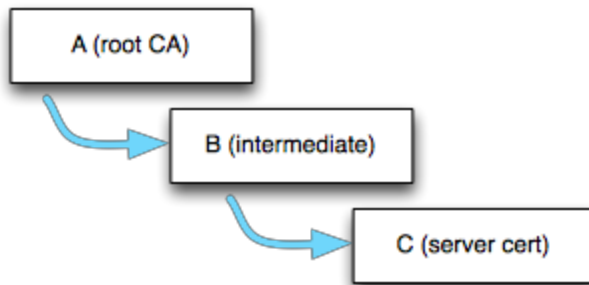 A (root CA)
B (intermediate)
C (server cert)